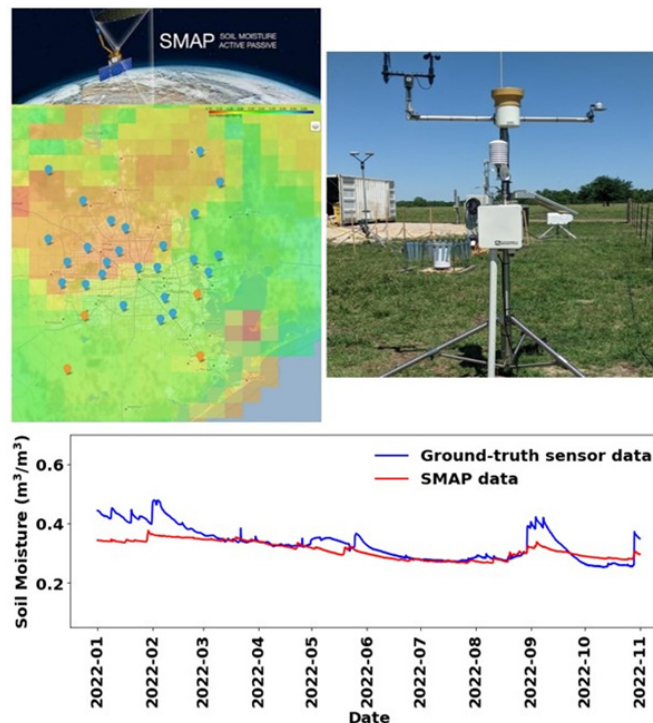 SMAP SOIL MOISTURE
ACTIVE PASSIVE
Soil Moisture (m³/m³)
0.6
0.4
0.2
Ground-truth sensor data
SMAP data
2022-01
2022-02
2022-03
2022-04
2022-05
2022-06
2022-07
2022-08
2022-09
2022-10
2022-11
Date